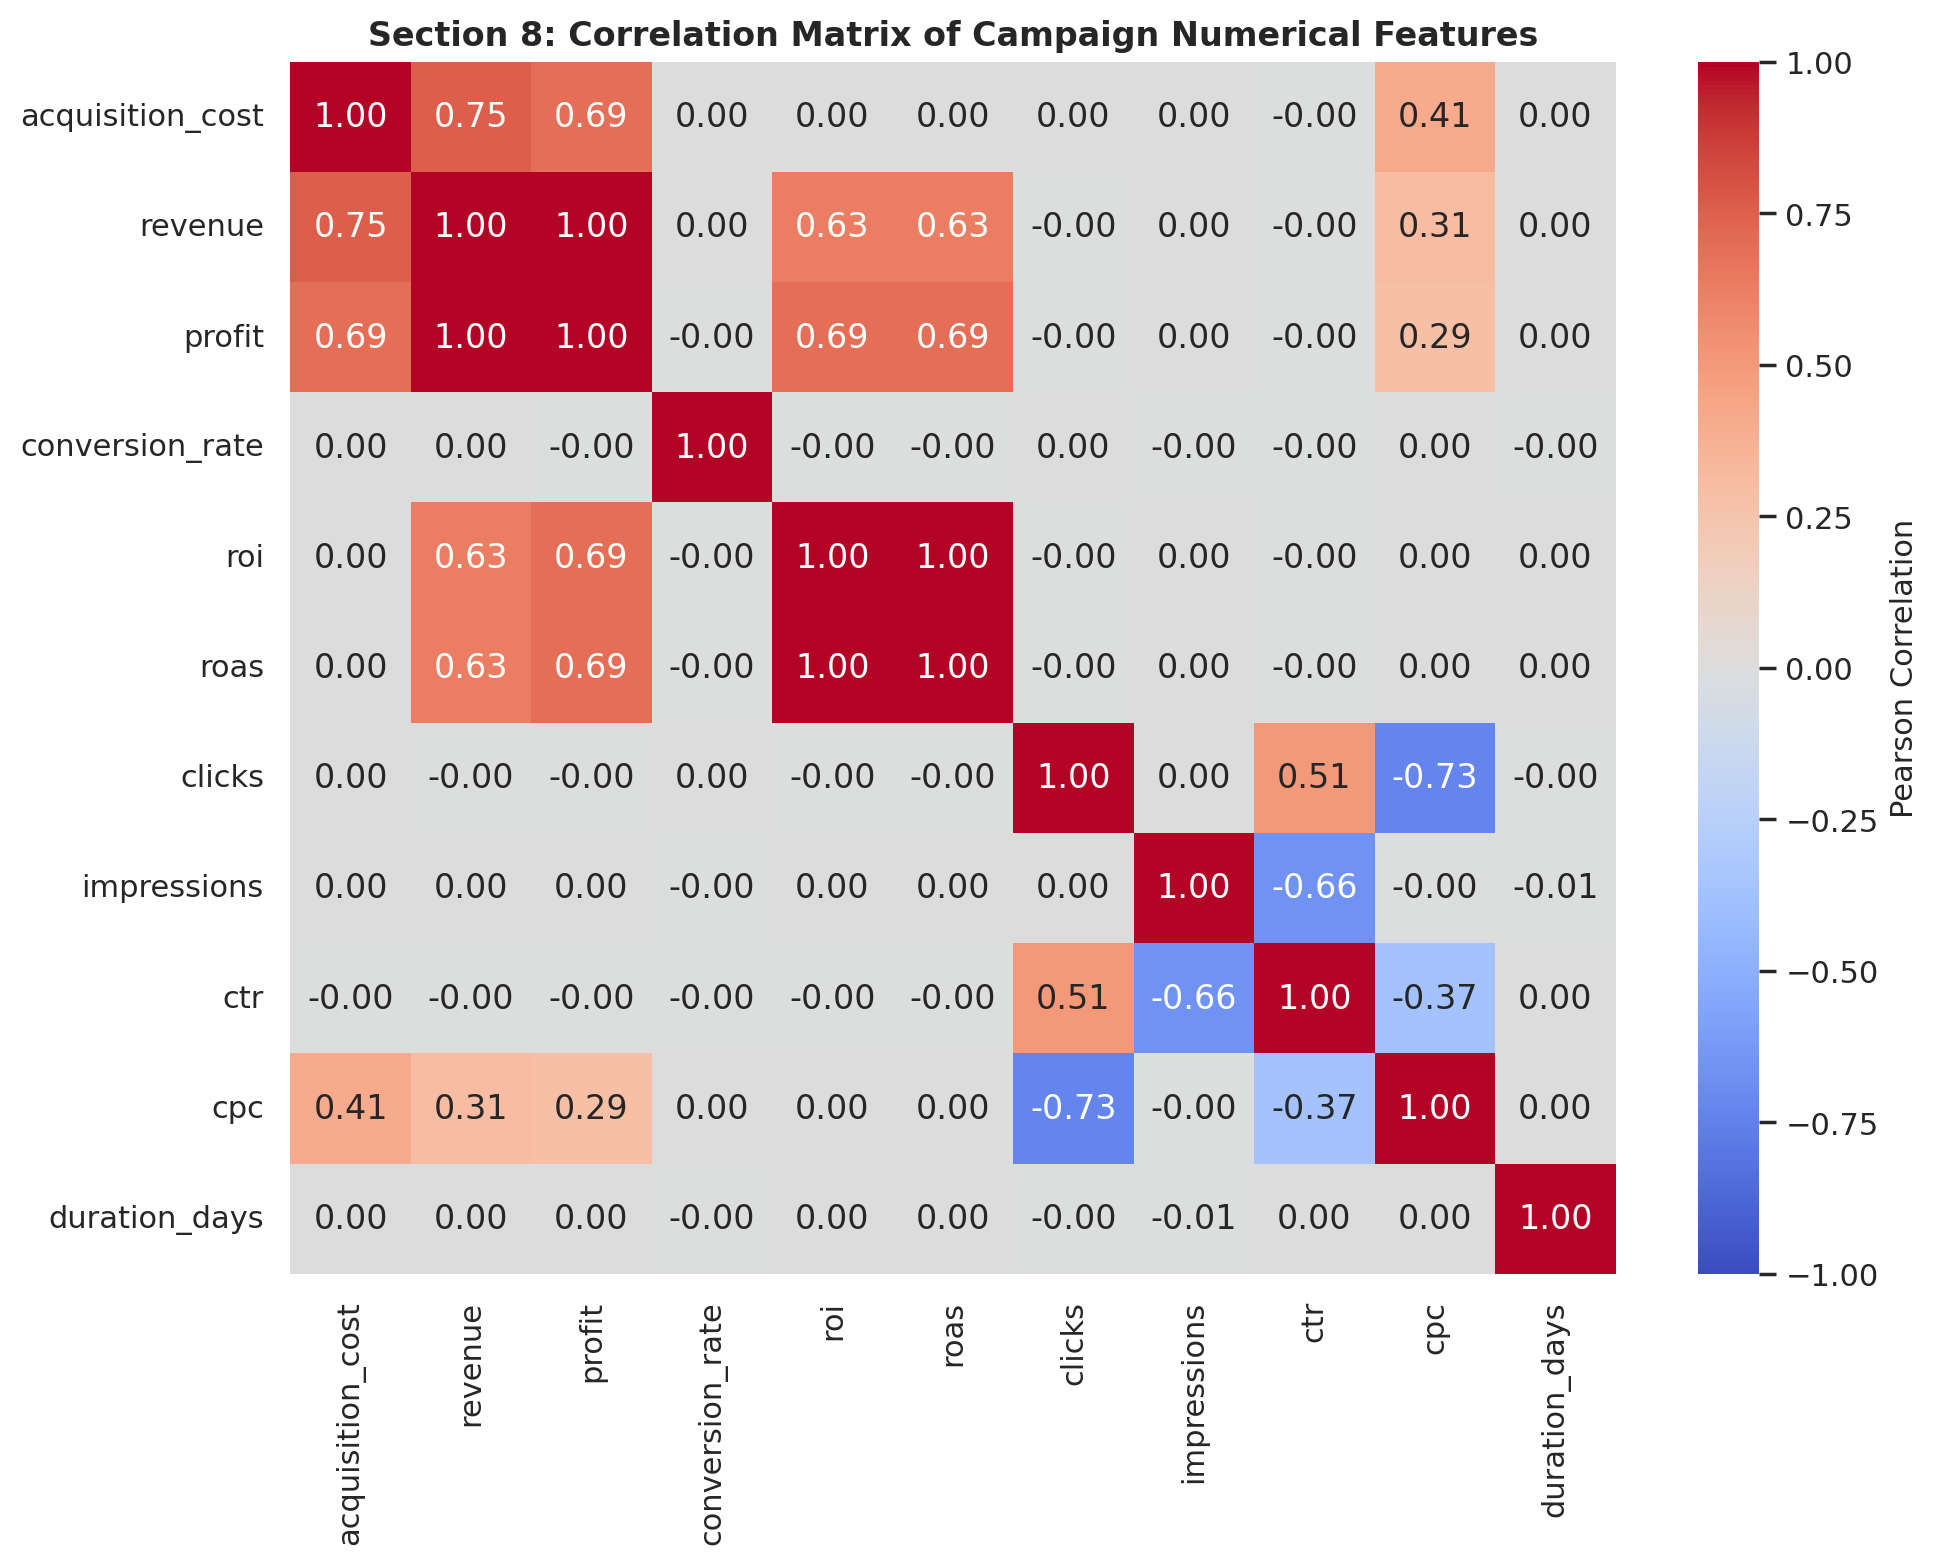 Section 8: Correlation Matrix of Campaign Numerical Features
acquisition_cost 1.00 0.75 0.69 0.00 0.00 0.00 0.00 0.00 -0.00 0.41 0.00
revenue 0.75 1.00 1.00 0.00 0.63 0.63 -0.00 0.00 -0.00 0.31 0.00
profit 0.69 1.00 1.00 -0.00 0.69 0.69 -0.00 0.00 -0.00 0.29 0.00
conversion_rate 0.00 0.00 -0.00 1.00 -0.00 -0.00 0.00 -0.00 -0.00 0.00 -0.00
roi 0.00 0.63 0.69 -0.00 1.00 1.00 -0.00 0.00 -0.00 0.00 0.00
roas 0.00 0.63 0.69 -0.00 1.00 1.00 -0.00 0.00 -0.00 0.00 0.00
clicks 0.00 -0.00 -0.00 0.00 -0.00 -0.00 1.00 0.00 0.51 -0.73 -0.00
impressions 0.00 0.00 0.00 -0.00 0.00 0.00 0.00 1.00 -0.66 -0.00 -0.01
ctr -0.00 -0.00 -0.00 -0.00 -0.00 -0.00 0.51 -0.66 1.00 -0.37 0.00
cpc 0.41 0.31 0.29 0.00 0.00 0.00 -0.73 -0.00 -0.37 1.00 0.00
duration_days 0.00 0.00 0.00 -0.00 0.00 0.00 -0.00 -0.01 0.00 0.00 1.00
acquisition_cost
revenue
profit
conversion_rate
roi
roas
clicks
impressions
ctr
cpc
duration_days
1.00
0.75
0.50
0.25
0.00
−0.25
−0.50
−0.75
−1.00
Pearson Correlation